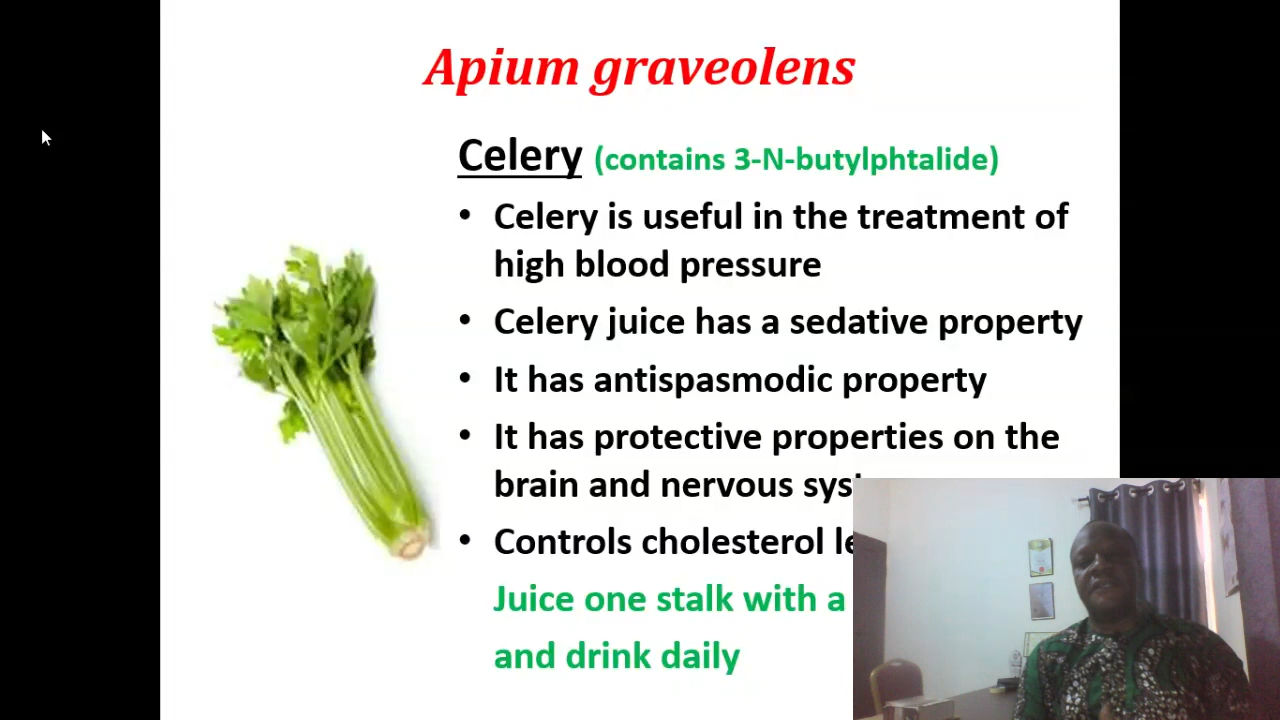 Apium graveolens
Celery (contains 3-N-butylphtalide)
• Celery is useful in the treatment of
high blood pressure
• Celery juice has a sedative property
• It has antispasmodic property
• It has protective properties on the
brain and nervous
• Controls cholesterol
Juice one stalk with a
and drink daily